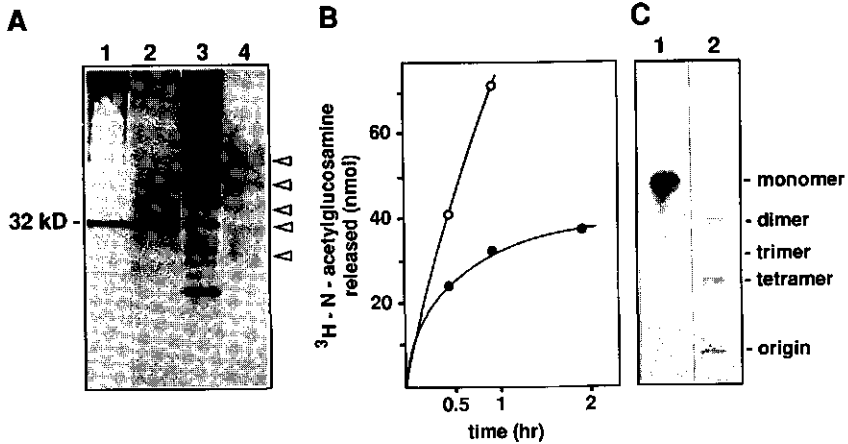 A
1 2 3 4
32 kD -
B
³H - N - acetylglucosamine
released (nmol)
60
40
20
0.5 1 2
time (hr)
C
1 2
- monomer
- dimer
- trimer
- tetramer
- origin